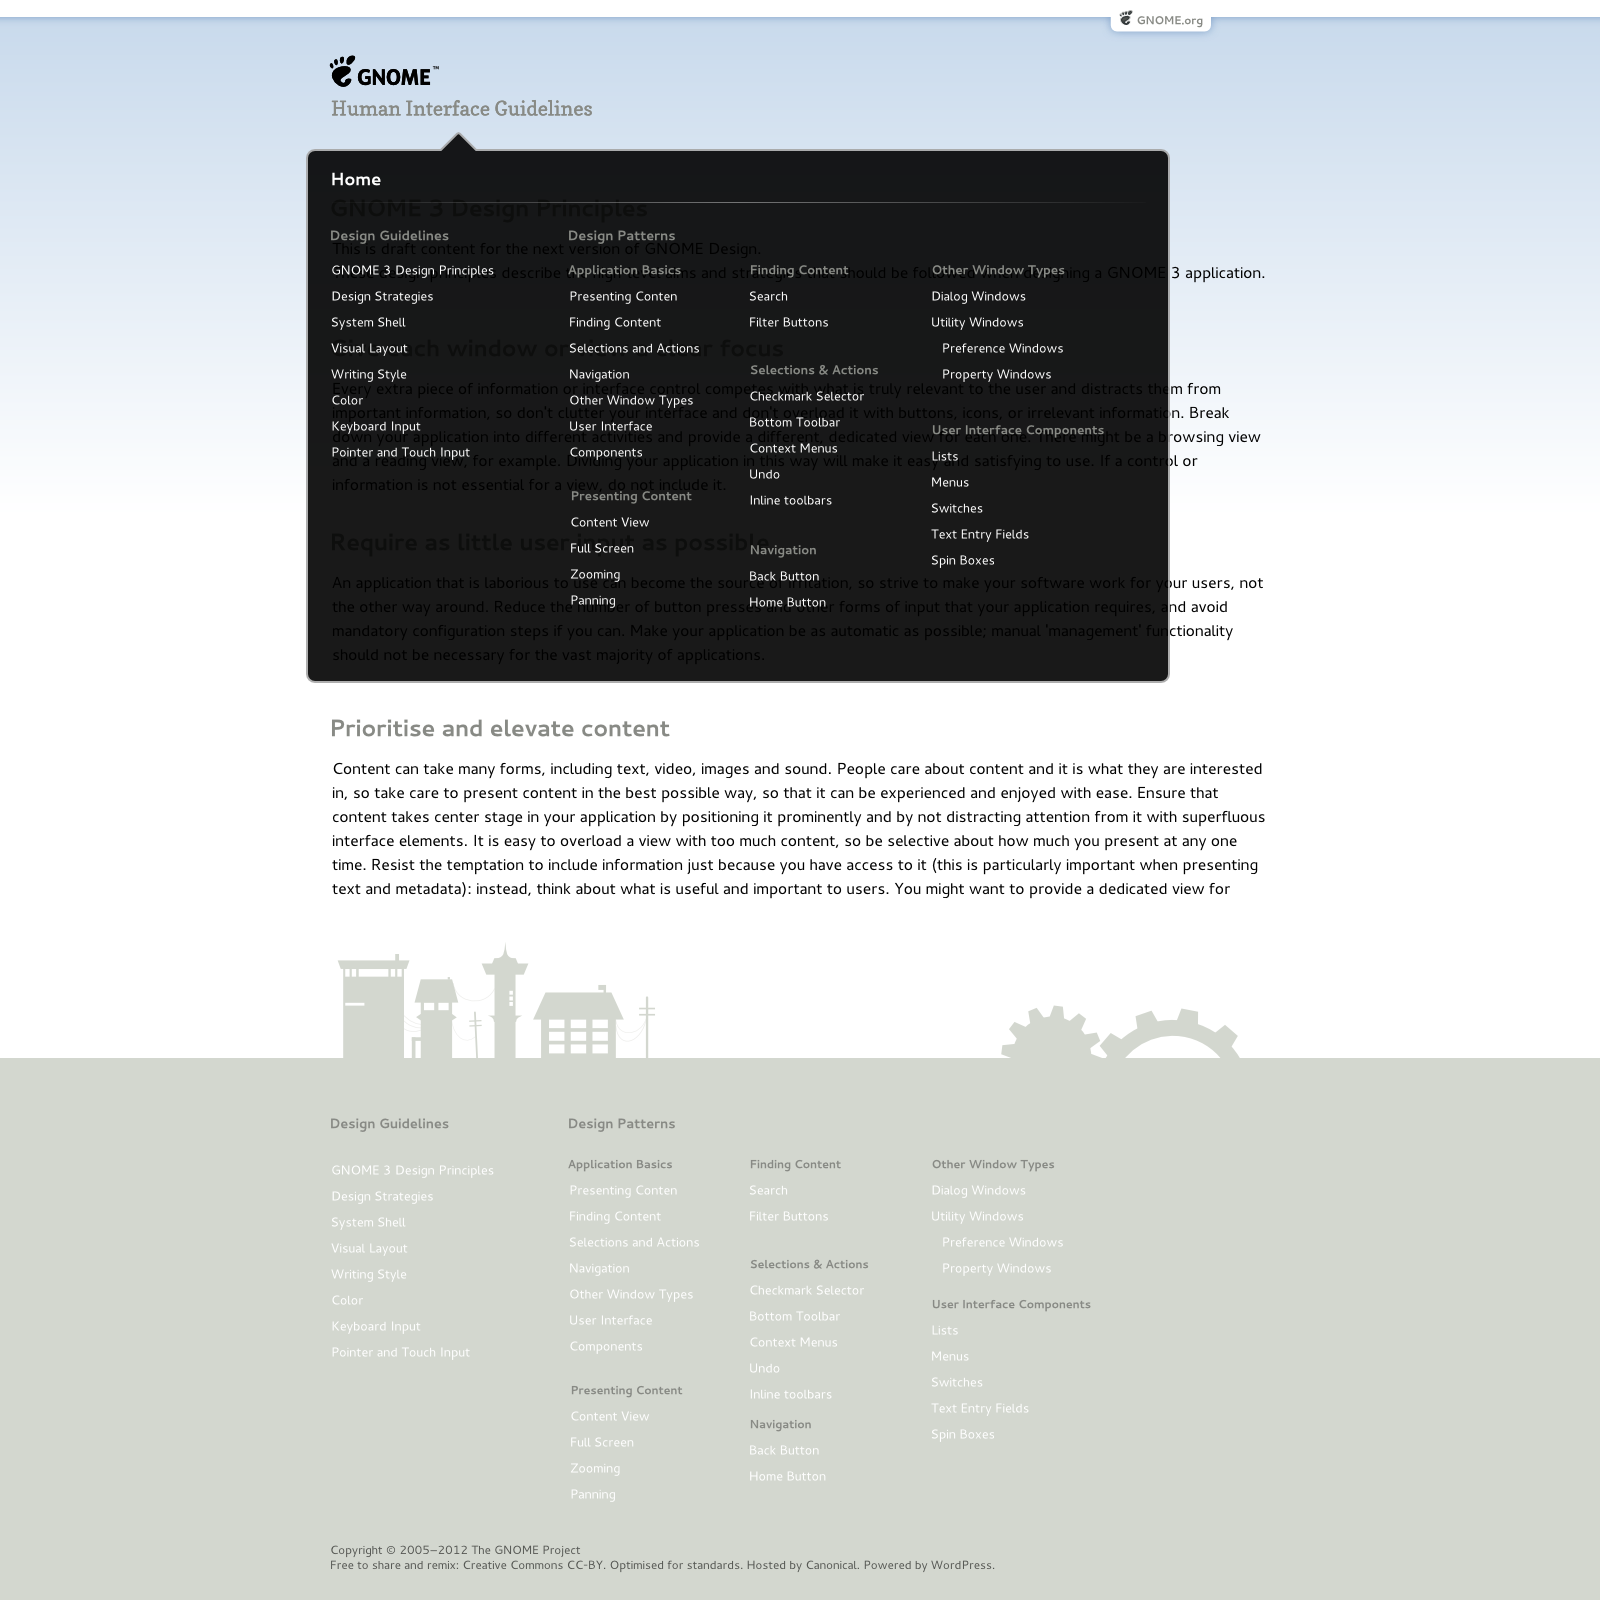 GNOME.org
GNOME™
Human Interface Guidelines
Home
GNOME 3 Design Principles
Design Guidelines
Design Patterns
This is draft content for the next version of GNOME Design.
GNOME 3 Design Principles
Design Strategies
System Shell
Visual Layout
Writing Style
Color
Keyboard Input
Pointer and Touch Input
Application Basics
Presenting Conten
Finding Content
Selections and Actions
Navigation
Other Window Types
User Interface
Components
Presenting Content
Content View
Full Screen
Zooming
Panning
Finding Content
Search
Filter Buttons
Selections & Actions
Checkmark Selector
Bottom Toolbar
Context Menus
Undo
Inline toolbars
Navigation
Back Button
Home Button
Other Window Types
Dialog Windows
Utility Windows
Preference Windows
Property Windows
User Interface Components
Lists
Menus
Switches
Text Entry Fields
Spin Boxes
describe and should be a GNOME 3 application.
each window focus
Every extra piece of information or interface control competes with what is truly relevant to the user and distracts them from
important information, so don't clutter your interface and don't overload it with buttons, icons, or irrelevant information. Break
down your application into different activities and provide a different, dedicated view for each one. There might be a browsing view
and a reading view, for example. Dividing your application in this way will make it easy and satisfying to use. If a control or
information is not essential for a view, do not include it.
Require as little user input as possible
An application that is laborious to use can become the source of irritation, so strive to make your software work for your users, not
the other way around. Reduce the number of button presses and other forms of input that your application requires, and avoid
mandatory configuration steps if you can. Make your application be as automatic as possible; manual 'management' functionality
should not be necessary for the vast majority of applications.
Prioritise and elevate content
Content can take many forms, including text, video, images and sound. People care about content and it is what they are interested
in, so take care to present content in the best possible way, so that it can be experienced and enjoyed with ease. Ensure that
content takes center stage in your application by positioning it prominently and by not distracting attention from it with superfluous
interface elements. It is easy to overload a view with too much content, so be selective about how much you present at any one
time. Resist the temptation to include information just because you have access to it (this is particularly important when presenting
text and metadata): instead, think about what is useful and important to users. You might want to provide a dedicated view for
Design Guidelines
GNOME 3 Design Principles
Design Strategies
System Shell
Visual Layout
Writing Style
Color
Keyboard Input
Pointer and Touch Input
Design Patterns
Application Basics
Presenting Conten
Finding Content
Selections and Actions
Navigation
Other Window Types
User Interface
Components
Presenting Content
Content View
Full Screen
Zooming
Panning
Finding Content
Search
Filter Buttons
Selections & Actions
Checkmark Selector
Bottom Toolbar
Context Menus
Undo
Inline toolbars
Navigation
Back Button
Home Button
Other Window Types
Dialog Windows
Utility Windows
Preference Windows
Property Windows
User Interface Components
Lists
Menus
Switches
Text Entry Fields
Spin Boxes
Copyright © 2005–2012 The GNOME Project
Free to share and remix: Creative Commons CC-BY. Optimised for standards. Hosted by Canonical. Powered by WordPress.